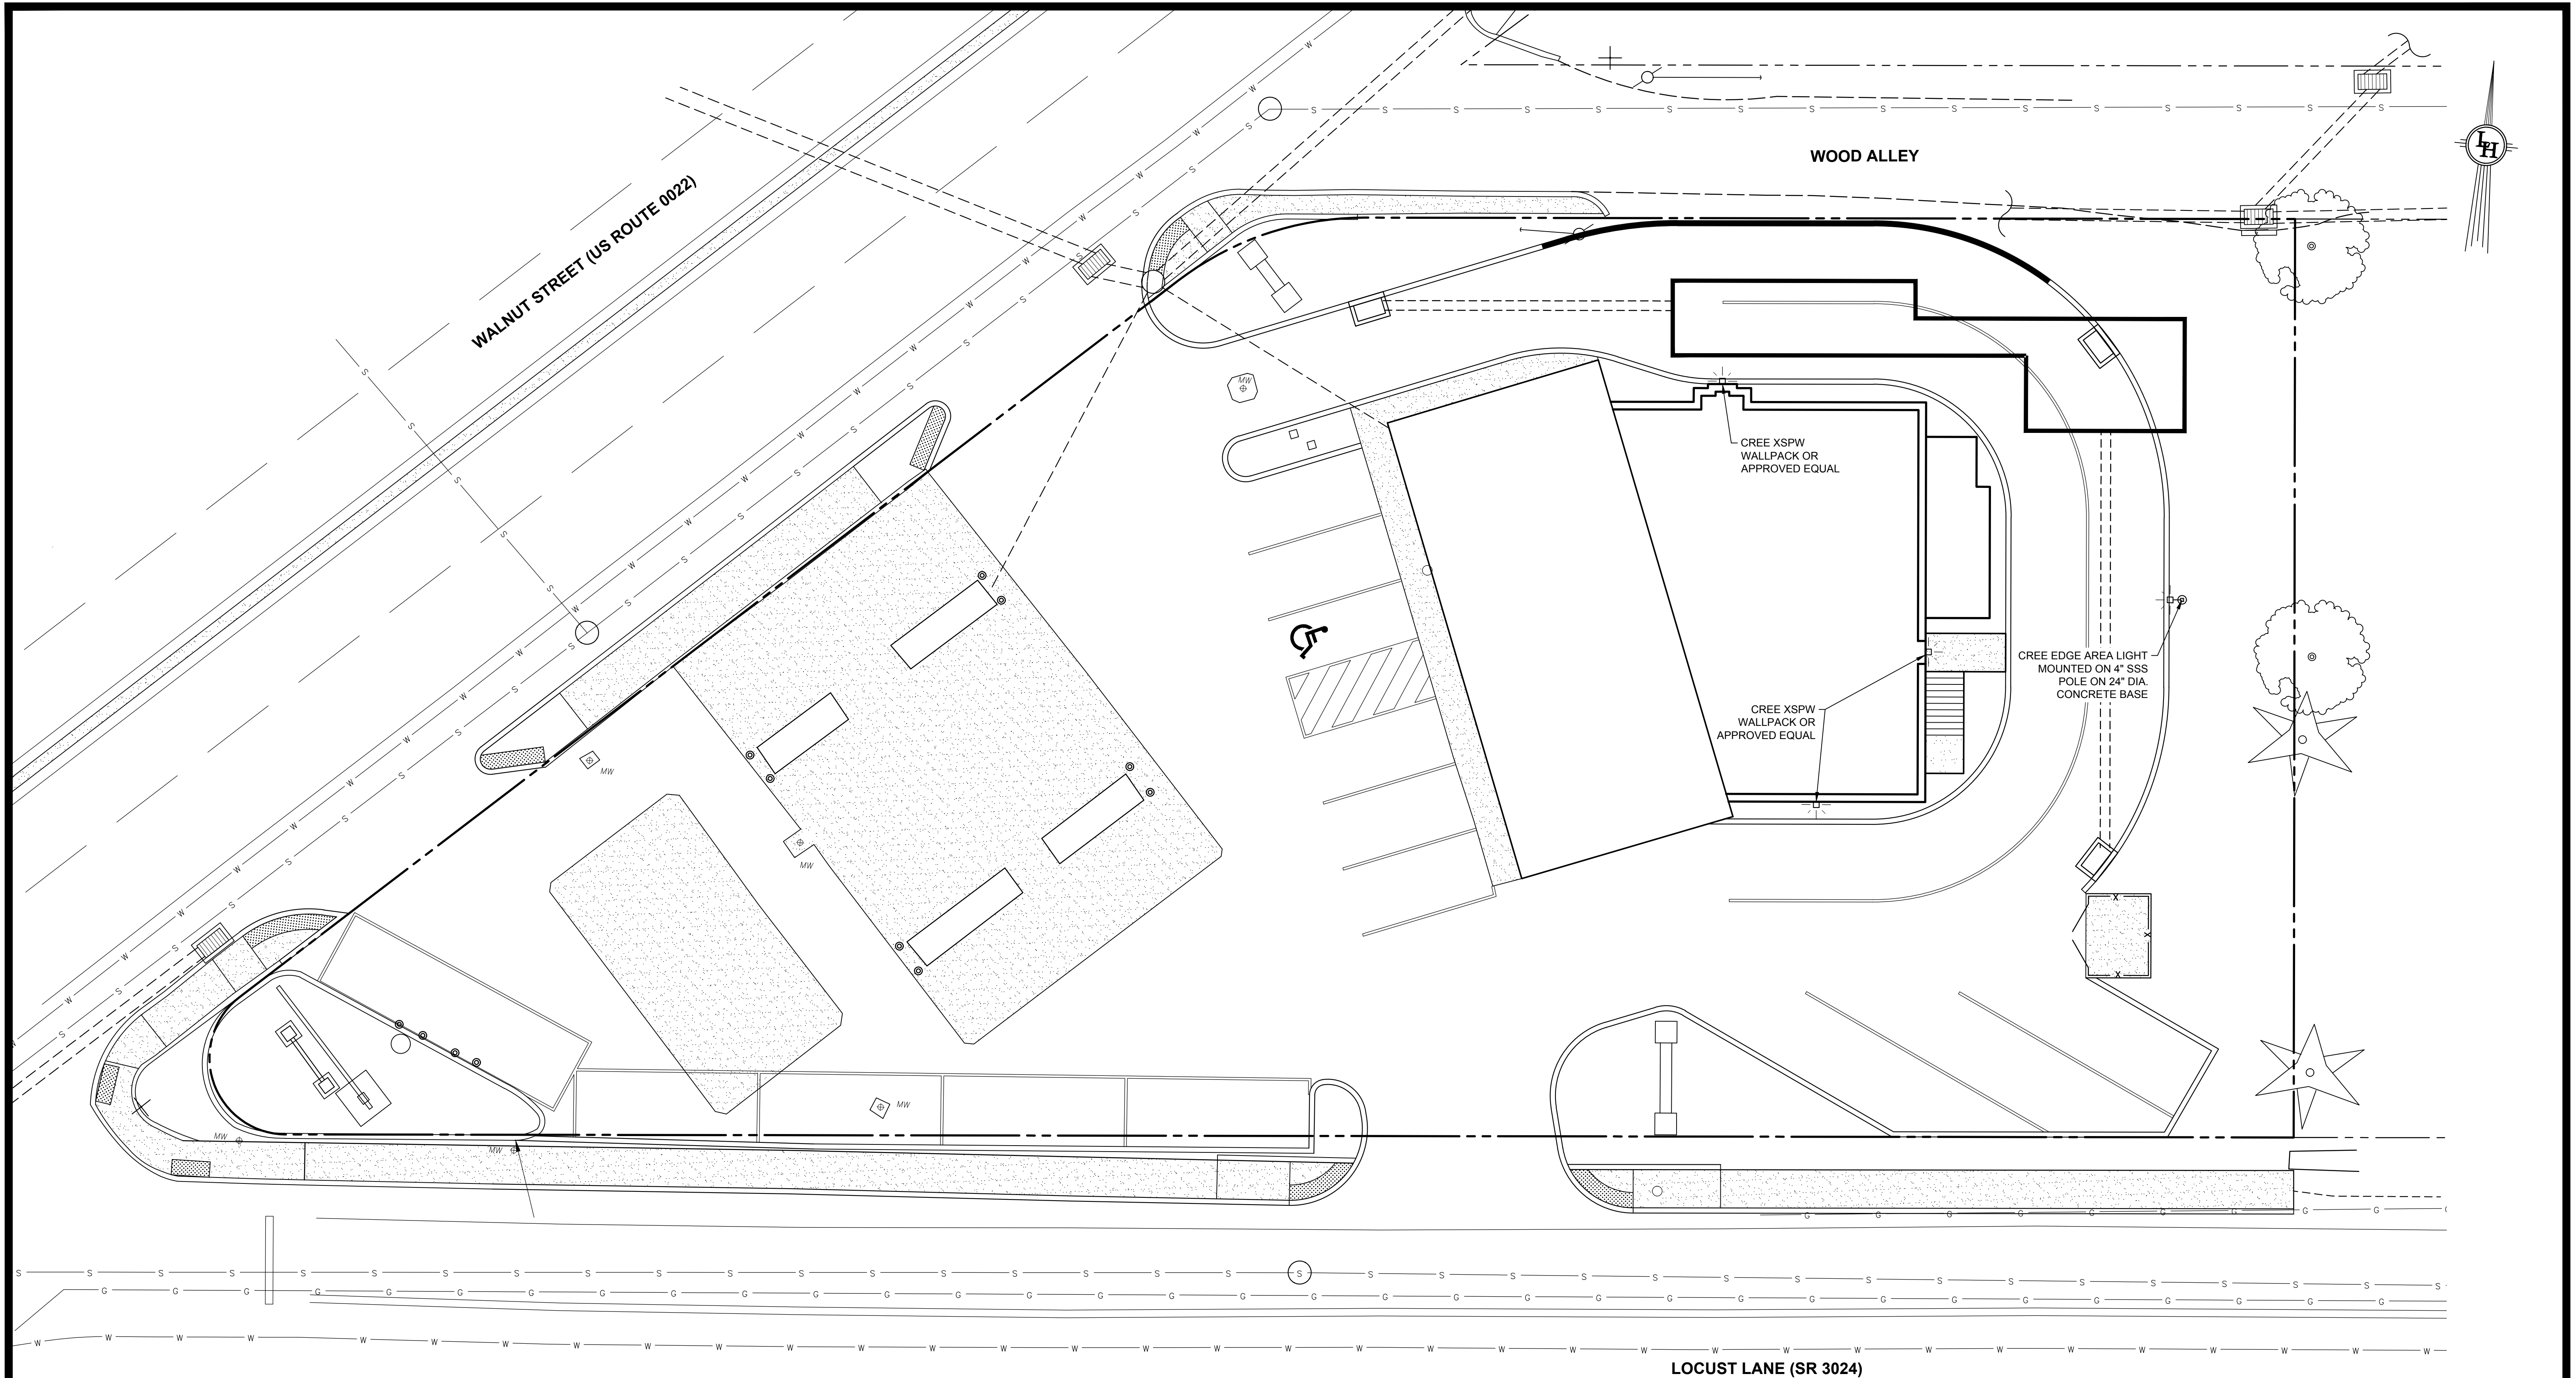 WOOD ALLEY
LH
WALNUT STREET (US ROUTE 0022)
MW
CREE XSPW
WALLPACK OR
APPROVED EQUAL
CREE EDGE AREA LIGHT
MOUNTED ON 4" SSS
POLE ON 24" DIA.
CONCRETE BASE
CREE XSPW
WALLPACK OR
APPROVED EQUAL
MW
MW
MW
MW
MW
LOCUST LANE (SR 3024)